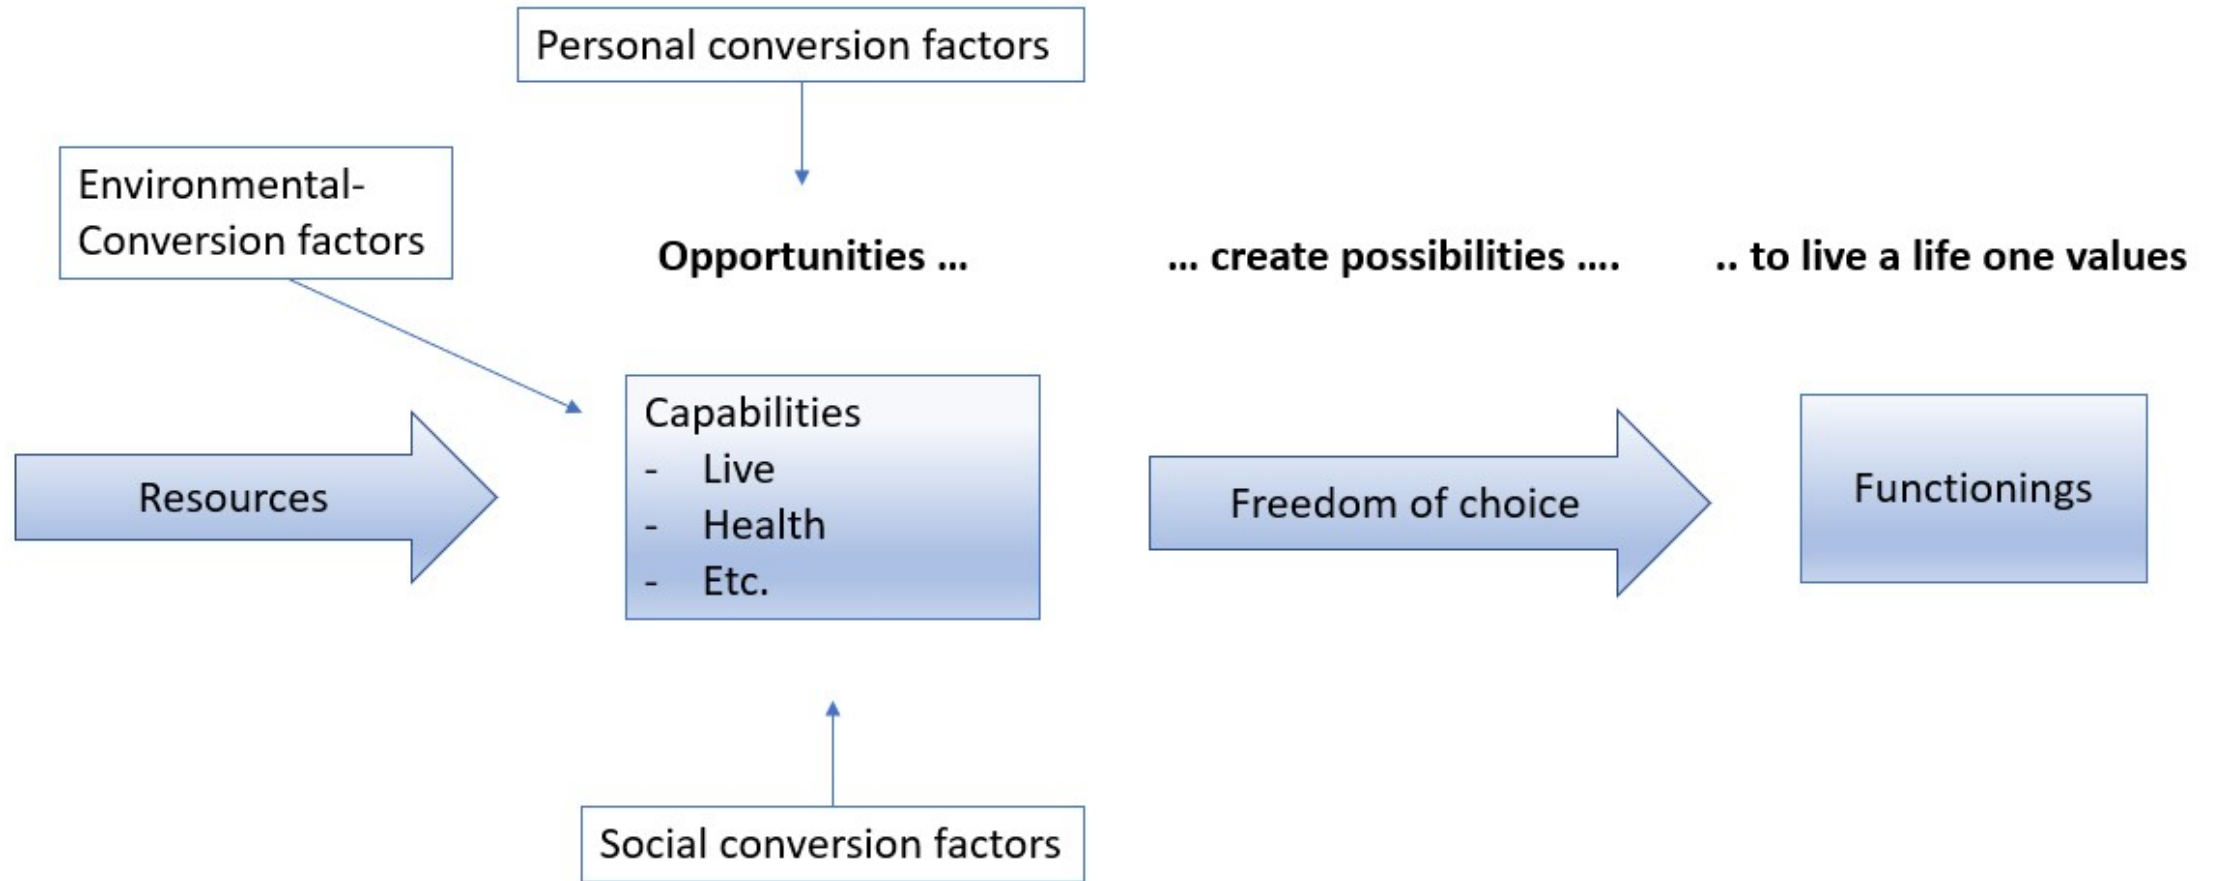 Personal conversion factors
Environmental-
Conversion factors
Opportunities ...
... create possibilities ....
.. to live a life one values
Resources
Capabilities
- Live
- Health
- Etc.
Freedom of choice
Functionings
Social conversion factors